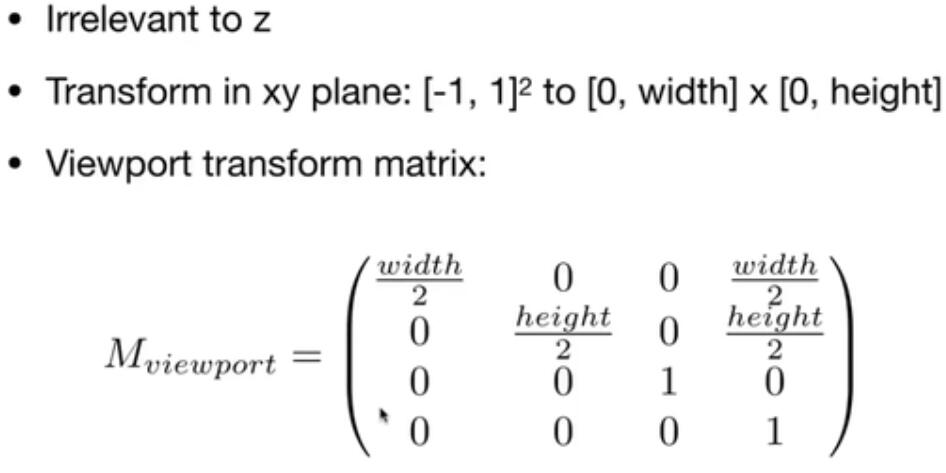 • Irrelevant to z
• Transform in xy plane: [-1, 1]² to [0, width] x [0, height]
• Viewport transform matrix:
M_{viewport} = \begin{pmatrix} \frac{width}{2} & 0 & 0 & \frac{width}{2} \\ 0 & \frac{height}{2} & 0 & \frac{height}{2} \\ 0 & 0 & 1 & 0 \\ 0 & 0 & 0 & 1 \end{pmatrix}